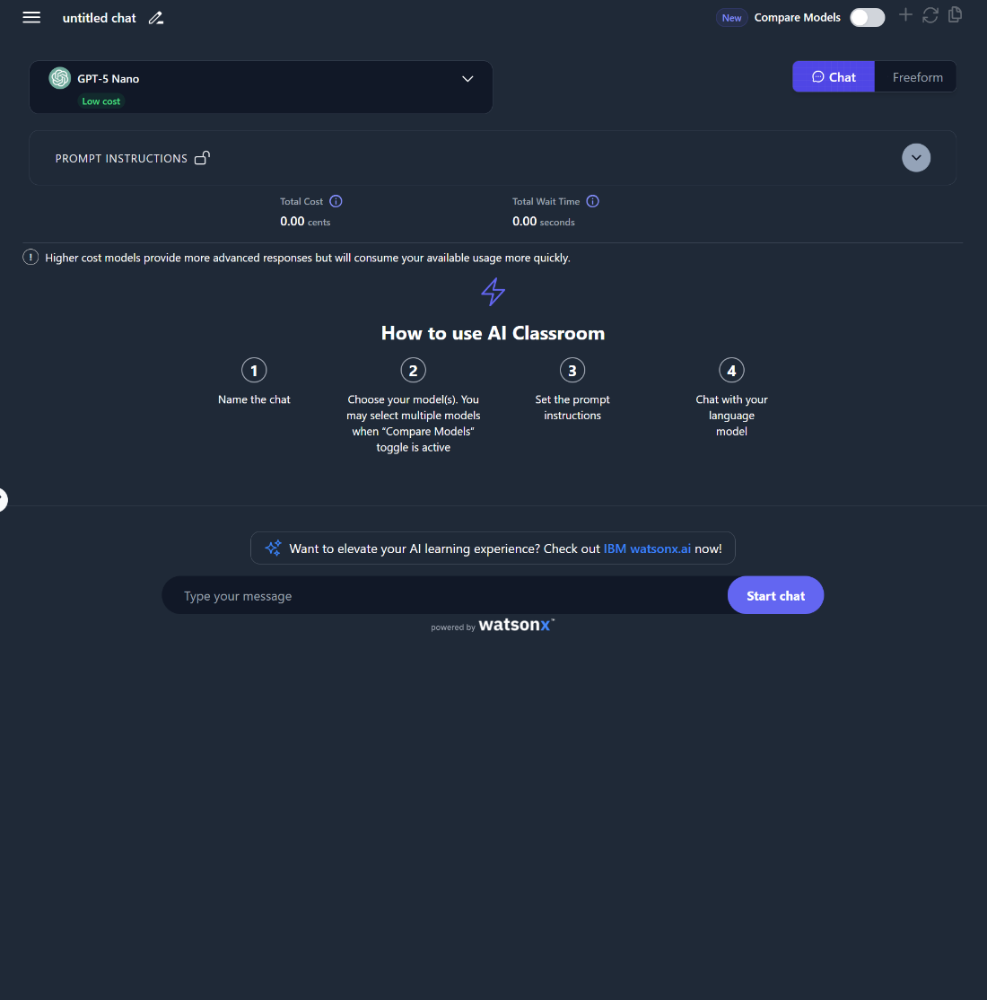 untitled chat
New Compare Models
GPT-5 Nano
Low cost
Chat
Freeform
PROMPT INSTRUCTIONS
Total Cost
0.00 cents
Total Wait Time
0.00 seconds
Higher cost models provide more advanced responses but will consume your available usage more quickly.
How to use AI Classroom
1
Name the chat
2
Choose your model(s). You
may select multiple models
when “Compare Models”
toggle is active
3
Set the prompt
instructions
4
Chat with your
language
model
Want to elevate your AI learning experience? Check out IBM watsonx.ai now!
Type your message
Start chat
powered by watsonx™